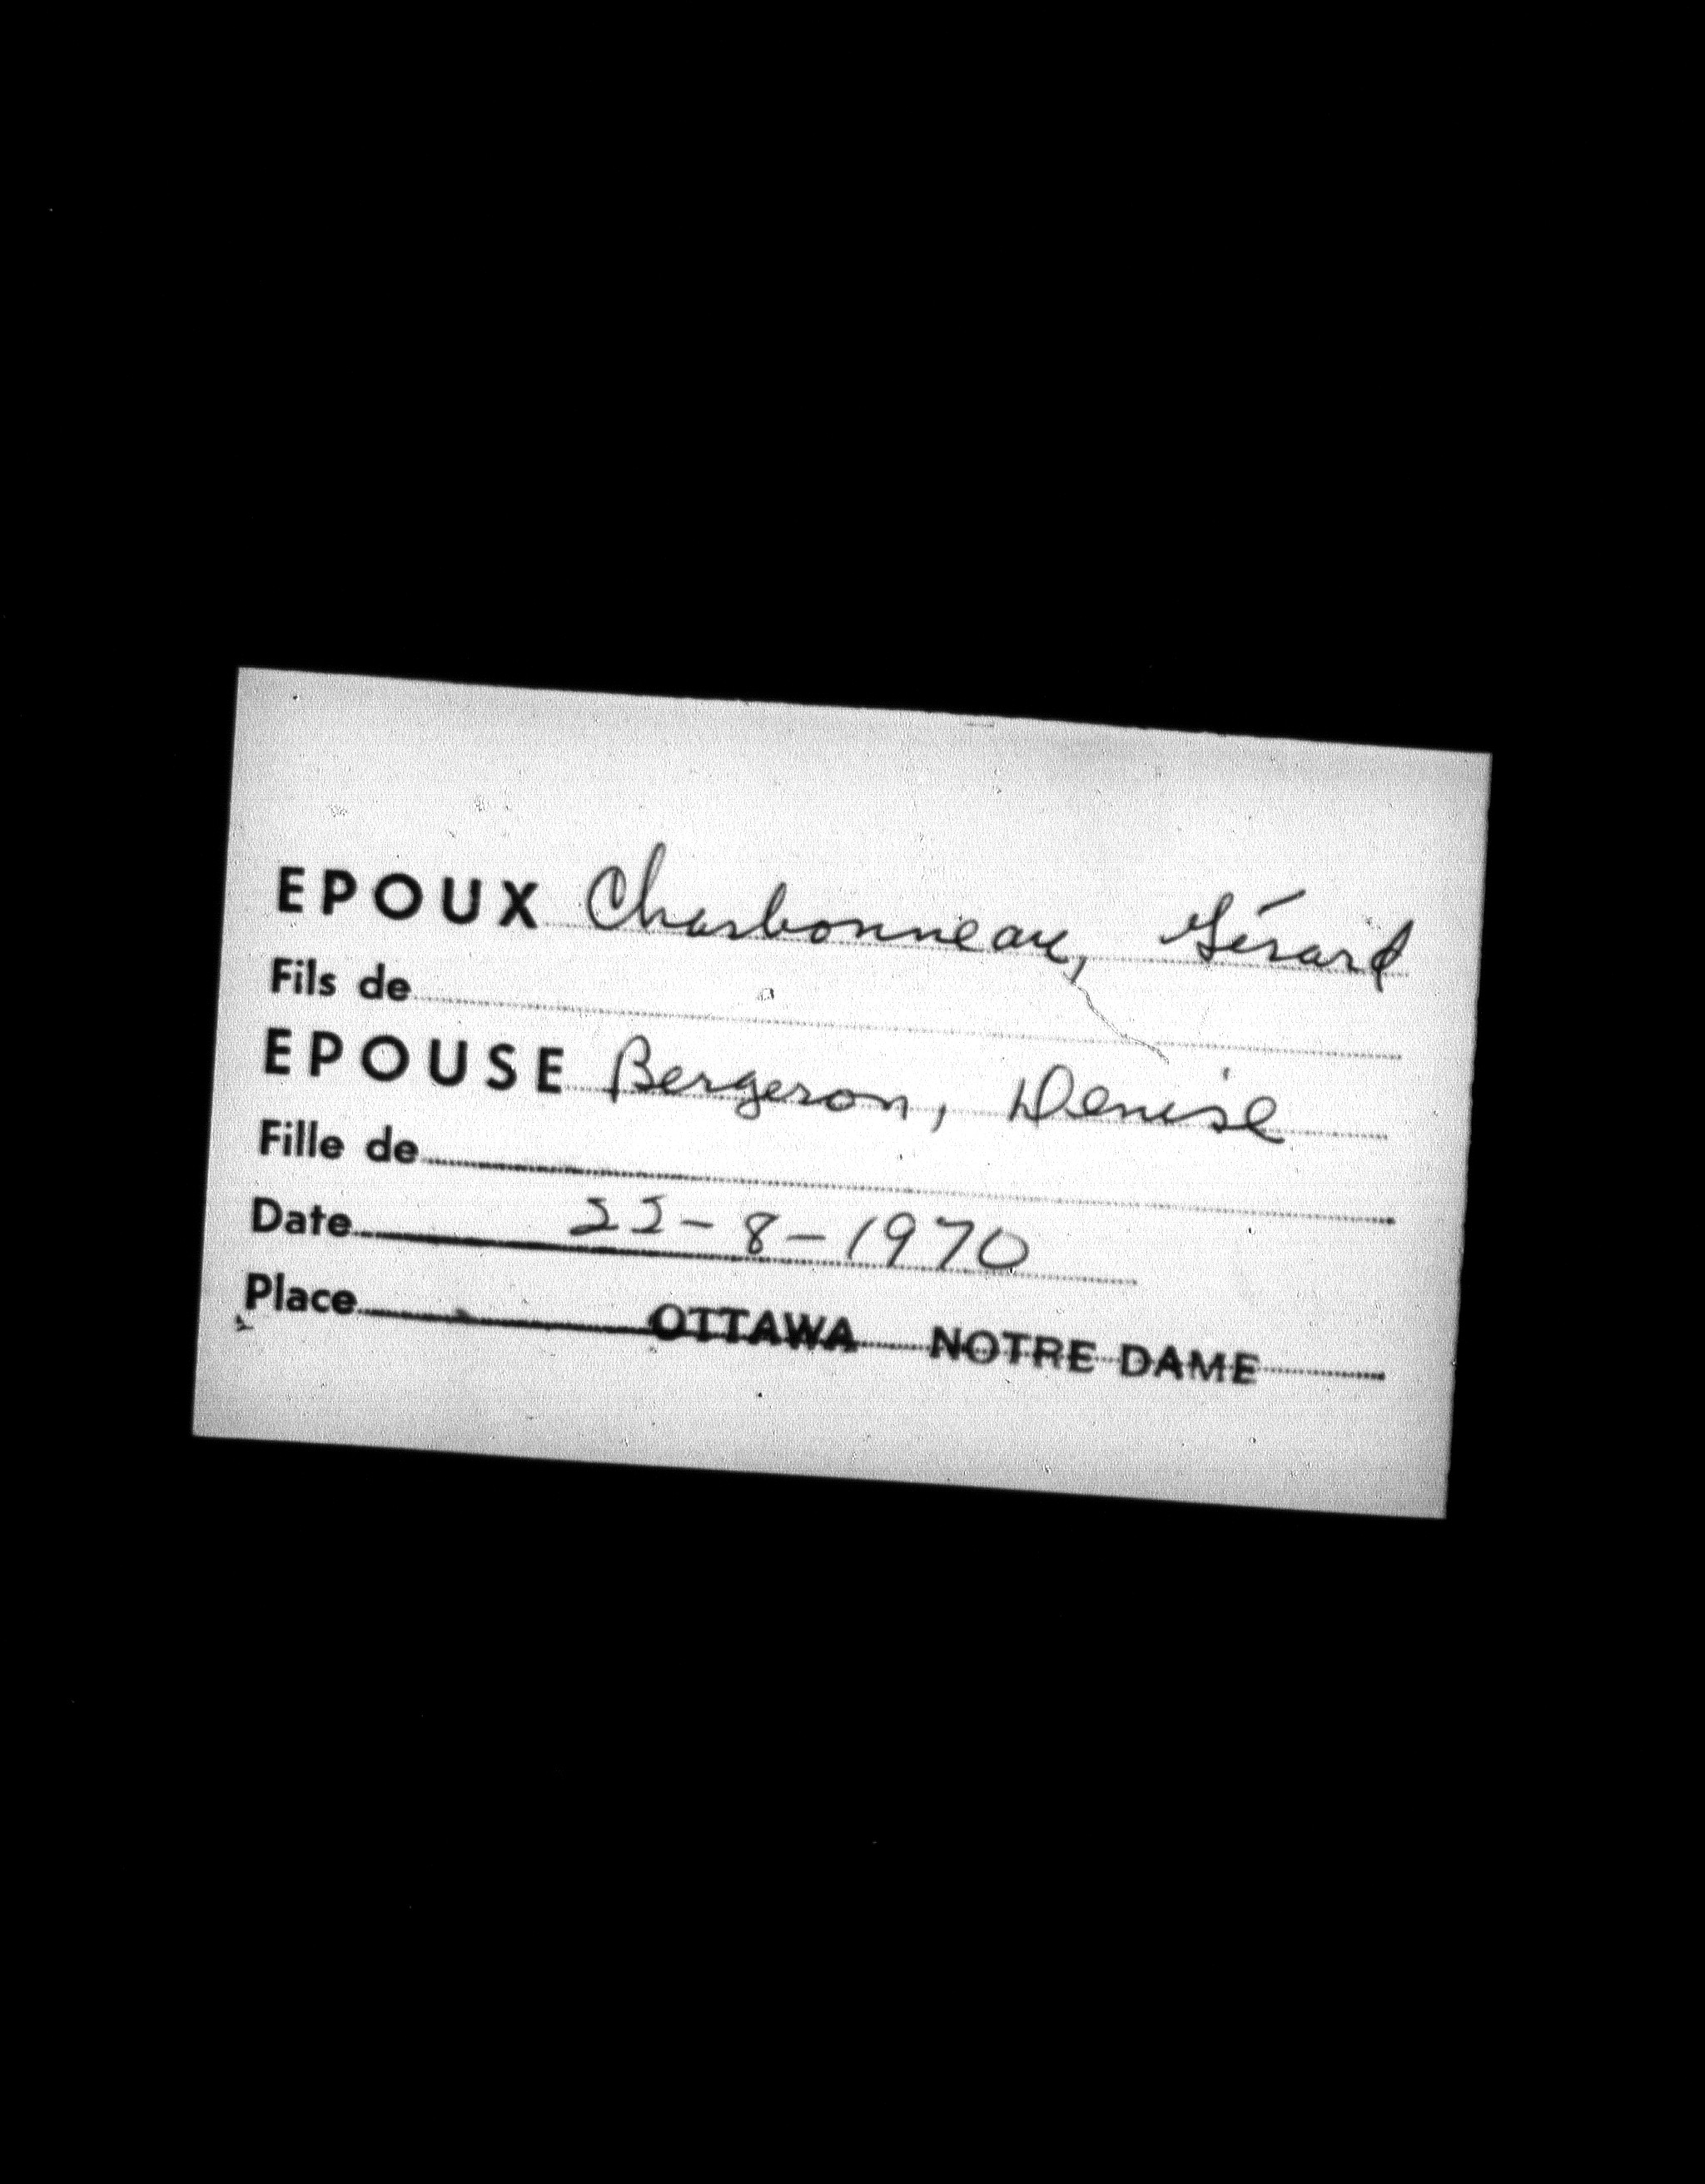 EPOUX Charbonneau, Gérard
Fils de
EPOUSE Bergeron, Denise
Fille de
Date 22-8-1970
Place OTTAWA NOTRE DAME